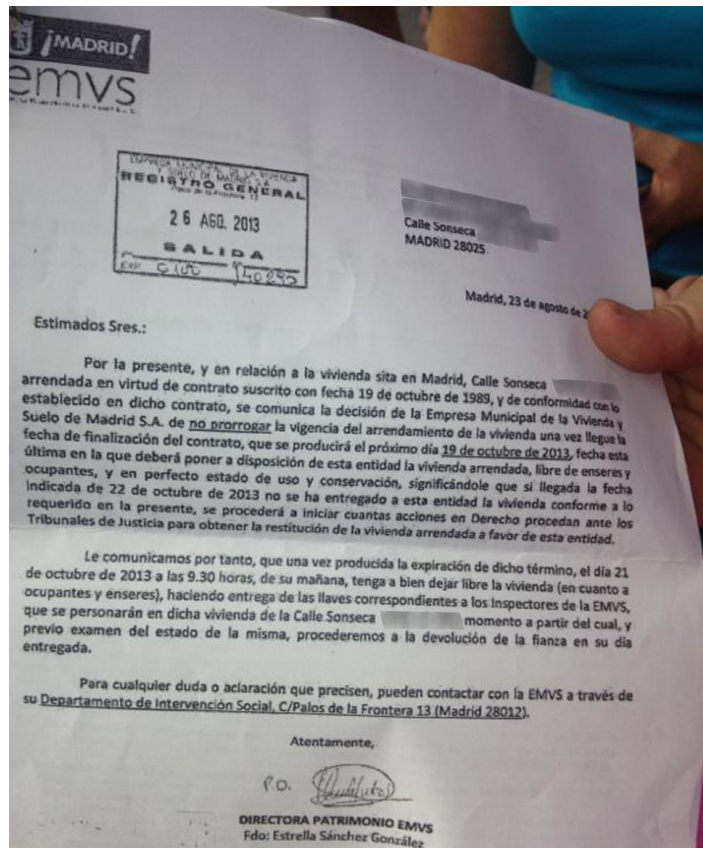 ¡MADRID!
emvs
EMPRESA MUNICIPAL DE LA VIVIENDA
Y SUELO DE MADRID S.A.
REGISTRO GENERAL
26 AGO. 2013
SALIDA
Calle Sonseca
MADRID 28025
Madrid, 23 de agosto de
Estimados Sres.:
Por la presente, y en relación a la vivienda sita en Madrid, Calle Sonseca
arrendada en virtud de contrato suscrito con fecha 19 de octubre de 1989, y de conformidad con lo
establecido en dicho contrato, se comunica la decisión de la Empresa Municipal de la Vivienda y
Suelo de Madrid S.A. de no prorrogar la vigencia del arrendamiento de la vivienda una vez llegue la
fecha de finalización del contrato, que se producirá el próximo día 19 de octubre de 2013, fecha esta
última en la que deberá poner a disposición de esta entidad la vivienda arrendada, libre de enseres y
ocupantes, y en perfecto estado de uso y conservación, significándole que si llegada la fecha
indicada de 22 de octubre de 2013 no se ha entregado a esta entidad la vivienda conforme a lo
requerido en la presente, se procederá a iniciar cuantas acciones en Derecho procedan ante los
Tribunales de Justicia para obtener la restitución de la vivienda arrendada a favor de esta entidad.
Le comunicamos por tanto, que una vez producida la expiración de dicho término, el día 21
de octubre de 2013 a las 9.30 horas, de su mañana, tenga a bien dejar libre la vivienda (en cuanto a
ocupantes y enseres), haciendo entrega de las llaves correspondientes a los Inspectores de la EMVS,
que se personarán en dicha vivienda de la Calle Sonseca momento a partir del cual, y
previo examen del estado de la misma, procederemos a la devolución de la fianza en su día
entregada.
Para cualquier duda o aclaración que precisen, pueden contactar con la EMVS a través de
su Departamento de Intervención Social, C/Palos de la Frontera 13 (Madrid 28012).
Atentamente,
P.O.
DIRECTORA PATRIMONIO EMVS
Fdo: Estrella Sánchez González